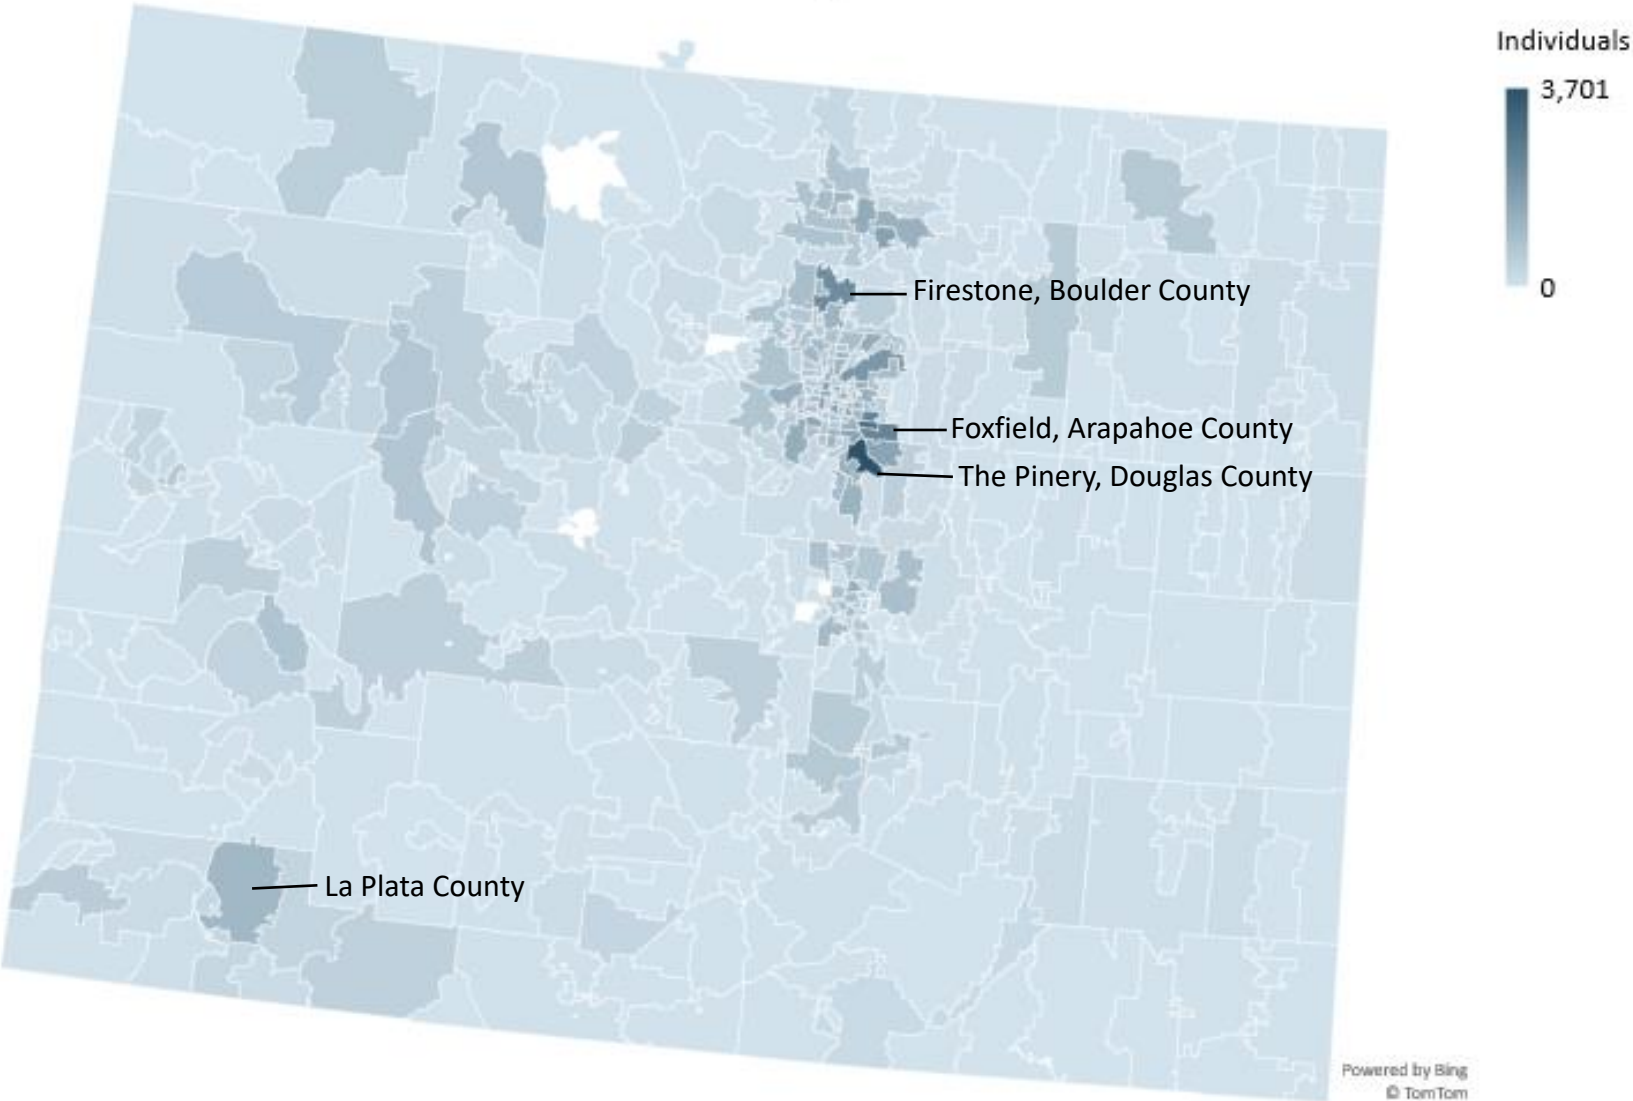 Individuals
3,701
0
Firestone, Boulder County
Foxfield, Arapahoe County
The Pinery, Douglas County
La Plata County
Powered by Bing
© TomTom